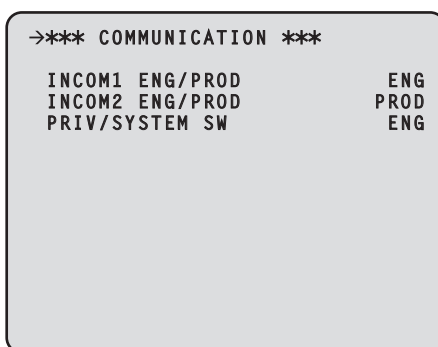 →*** COMMUNICATION ***
INCOM1 ENG/PROD ENG
INCOM2 ENG/PROD PROD
PRIV/SYSTEM SW ENG